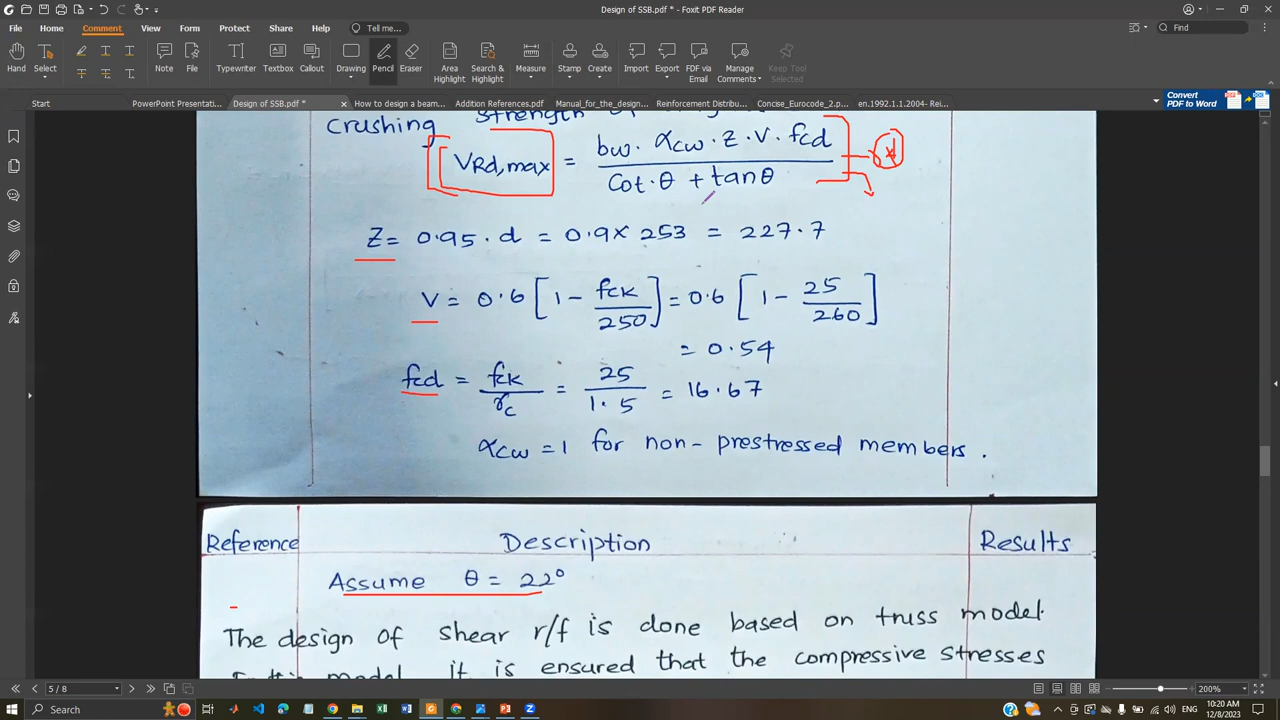 Design of SSB.pdf * - Foxit PDF Reader
File Home Comment View Form Protect Share Help Tell me... Find
Hand Select Note File Typewriter Textbox Callout Drawing Pencil Eraser Area Highlight Search & Highlight Measure Stamp Create Import Export FDF via Email Manage Comments Keep Tool Selected
Start PowerPoint Presentati... Design of SSB.pdf * How to design a beam... Addition References.pdf Manual_for_the_design... Reinforcement Distribu... Concise_Eurocode_2.p... en.1992.1.1.2004- Rei... Convert PDF to Word
Crushing strength of
VRd,max = bw. αcw. Z. V. fcd / Cot. θ + tanθ
Z = 0.95. d = 0.9 x 253 = 227.7
V = 0.6 [1 - fck/250] = 0.6 [1 - 25/260]
= 0.54
fcd = fck/γc = 25/1.5 = 16.67
αcw = 1 for non-prestressed members.
Reference Description Results
Assume θ = 22°
The design of shear r/f is done based on truss model.
model. it is ensured that the compressive stresses
5 / 8 200%
Search ENG 10:20 AM
12/8/2023